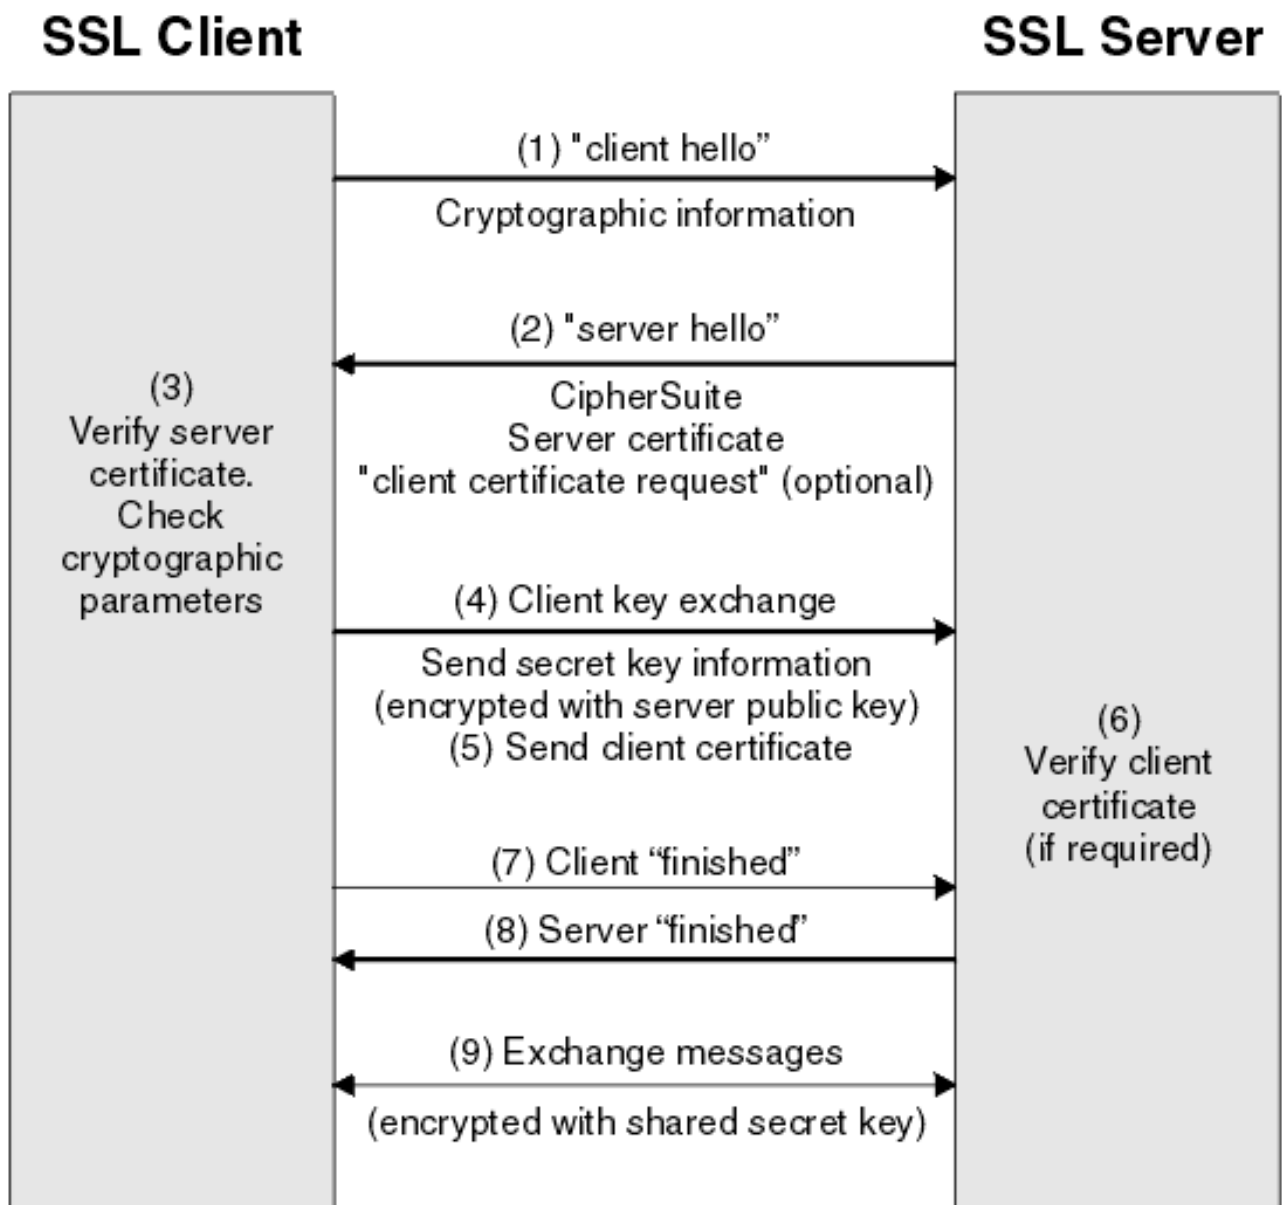 SSL Client
SSL Server
(1) "client hello”
Cryptographic information
(2) "server hello”
CipherSuite
Server certificate
"client certificate request" (optional)
(3)
Verify server
certificate.
Check
cryptographic
parameters
(4) Client key exchange
Send secret key information
(encrypted with server public key)
(5) Send client certificate
(6)
Verify client
certificate
(if required)
(7) Client “finished”
(8) Server “finished”
(9) Exchange messages
(encrypted with shared secret key)